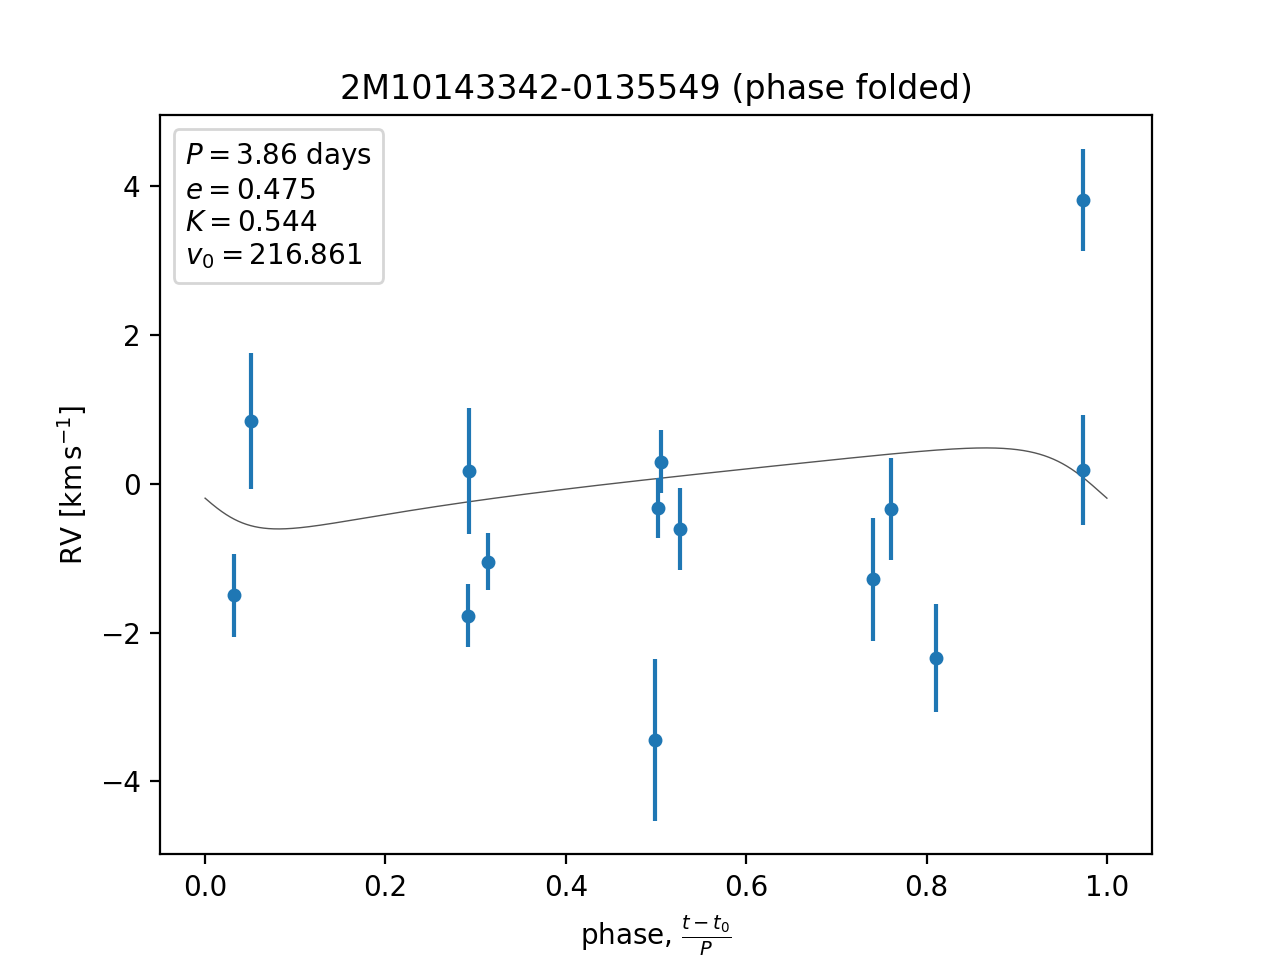 2M10143342-0135549 (phase folded)
P = 3.86 days
e = 0.475
K = 0.544
v₀ = 216.861
RV [km s⁻¹]
4
2
0
−2
−4
0.0 0.2 0.4 0.6 0.8 1.0
phase, (t − t₀)/P